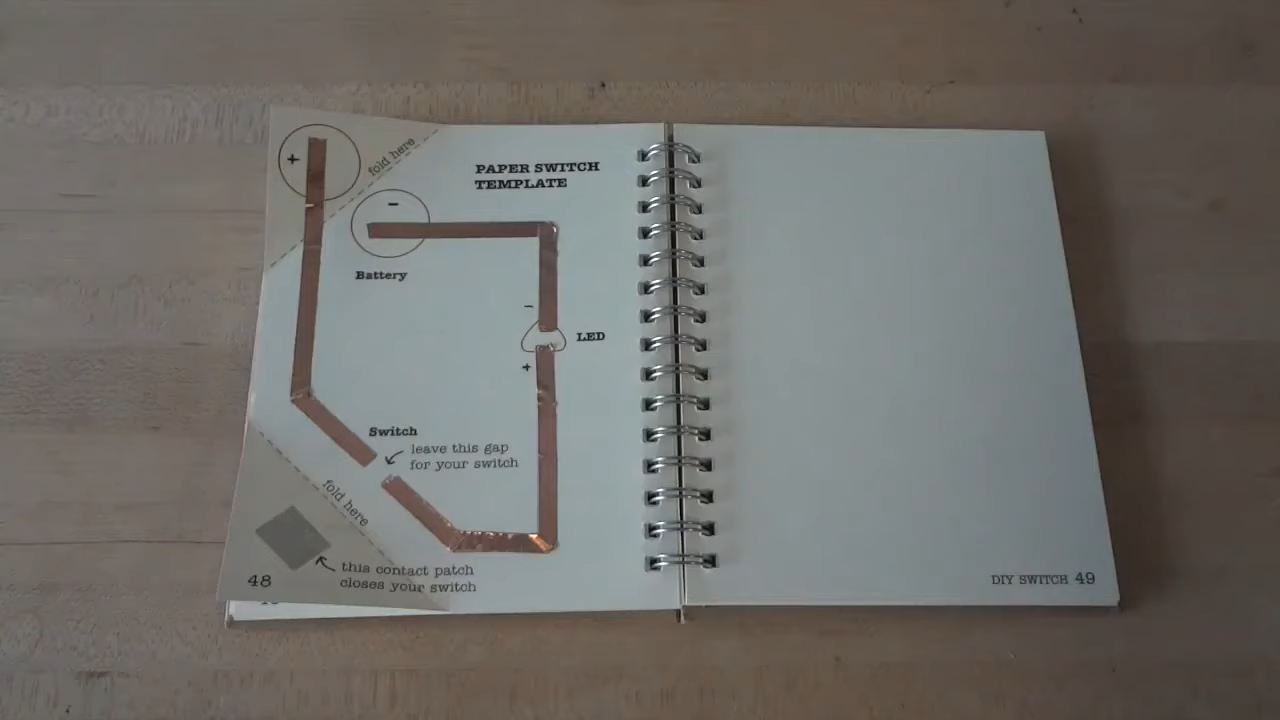 +
fold here
PAPER SWITCH
TEMPLATE
−
Battery
−
LED
+
Switch
leave this gap
for your switch
fold here
this contact patch
closes your switch
48
DIY SWITCH 49